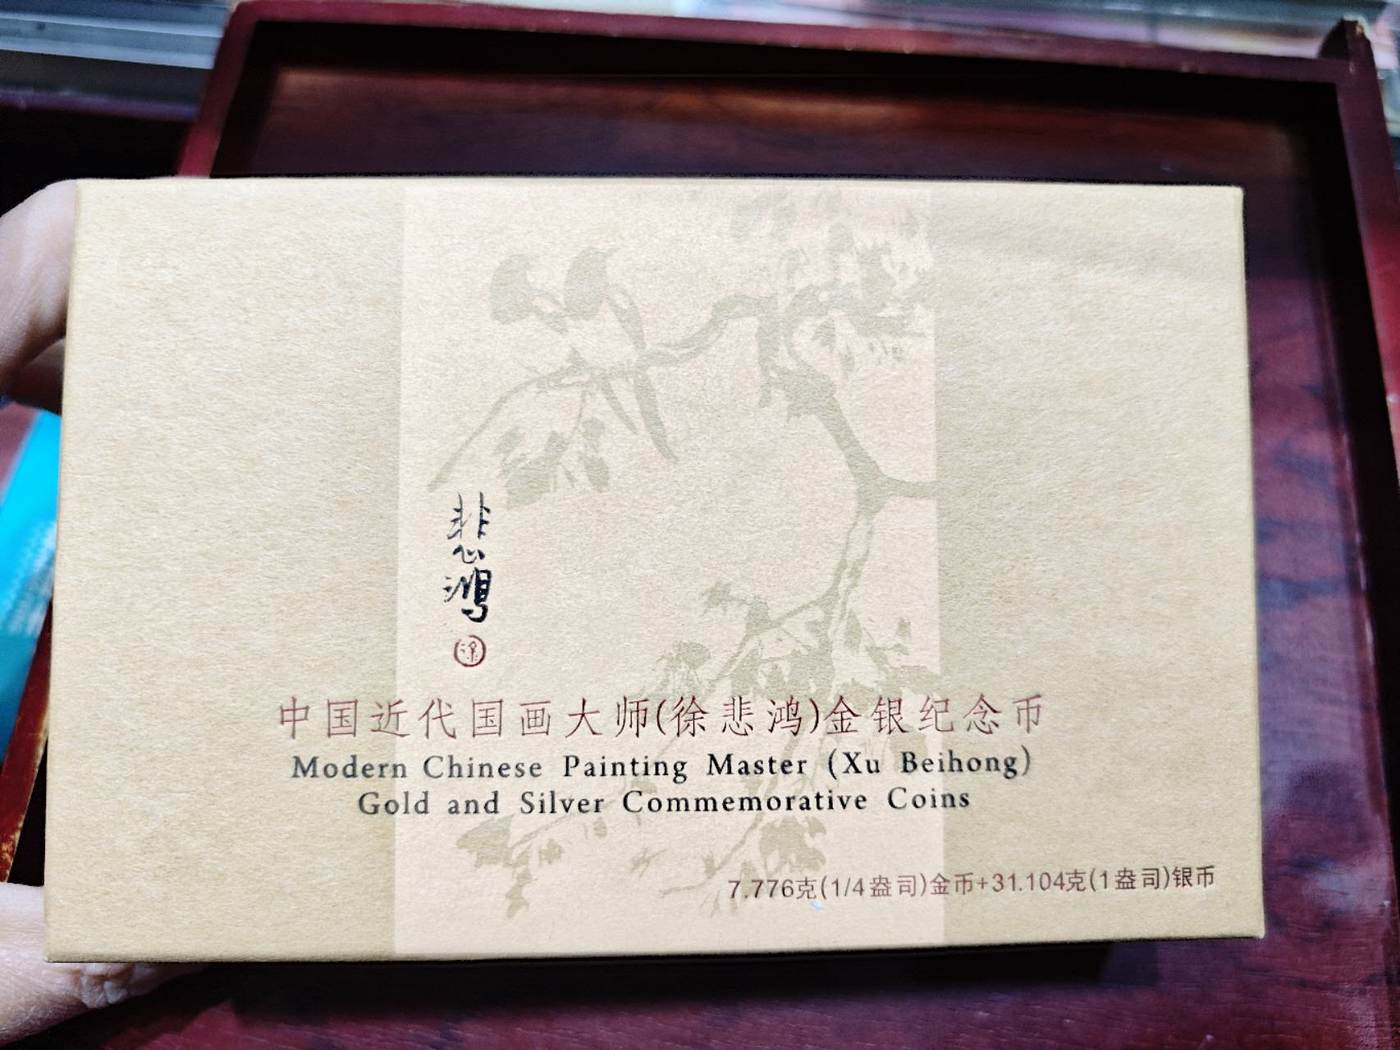 悲鸿
徐
中国近代国画大师(徐悲鸿)金银纪念币
Modern Chinese Painting Master (Xu Beihong)
Gold and Silver Commemorative Coins
7.776克(1/4盎司)金币+31.104克(1盎司)银币